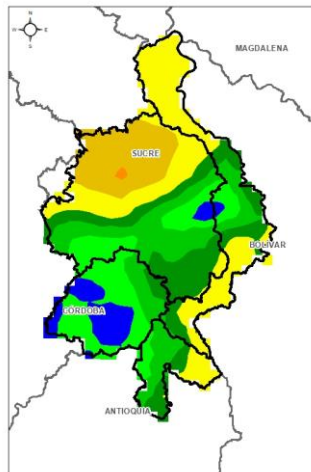 N
W E
S
MAGDALENA
SUCRE
BOLIVAR
CORDOBA
ANTIOQUIA